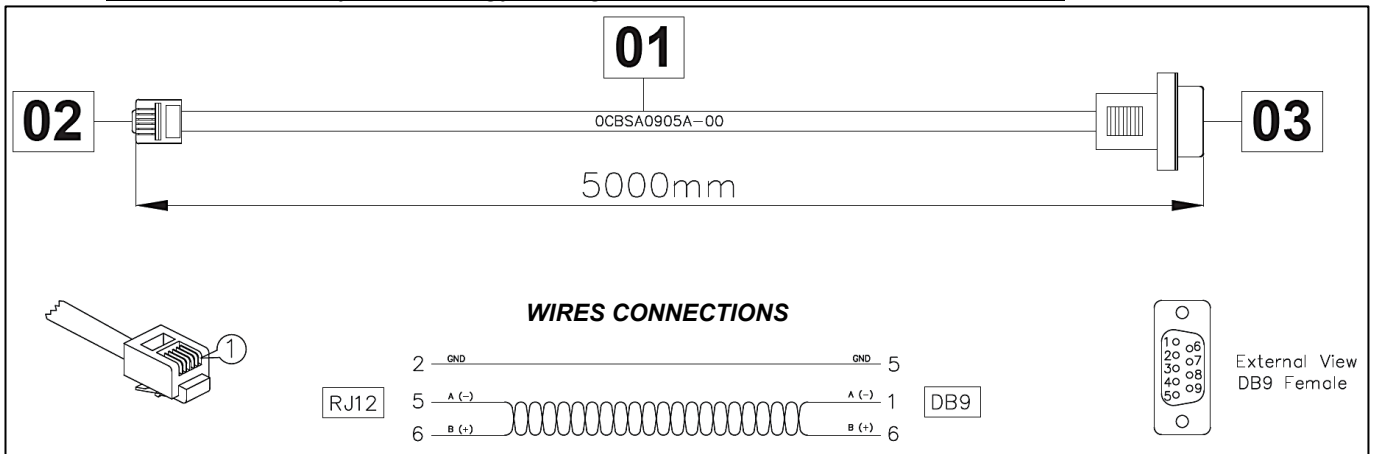 01
02
OCBSA0905A-00
03
5000mm
1
WIRES CONNECTIONS
2 GND GND 5
RJ12
5 A (-) A (-) 1
DB9
6 B (+) B (+) 6
1 6
2 7
3 8
4 9
5
External View
DB9 Female